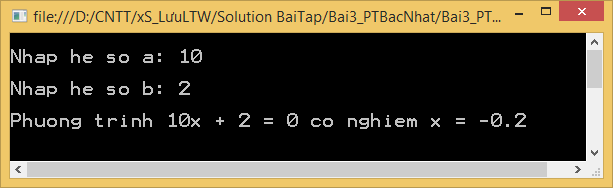 file:///D:/CNTT/xS_LưuLTW/Solution BaiTap/Bai3_PTBacNhat/Bai3_PT...
Nhap he so a: 10
Nhap he so b: 2
Phuong trinh 10x + 2 = 0 co nghiem x = -0.2